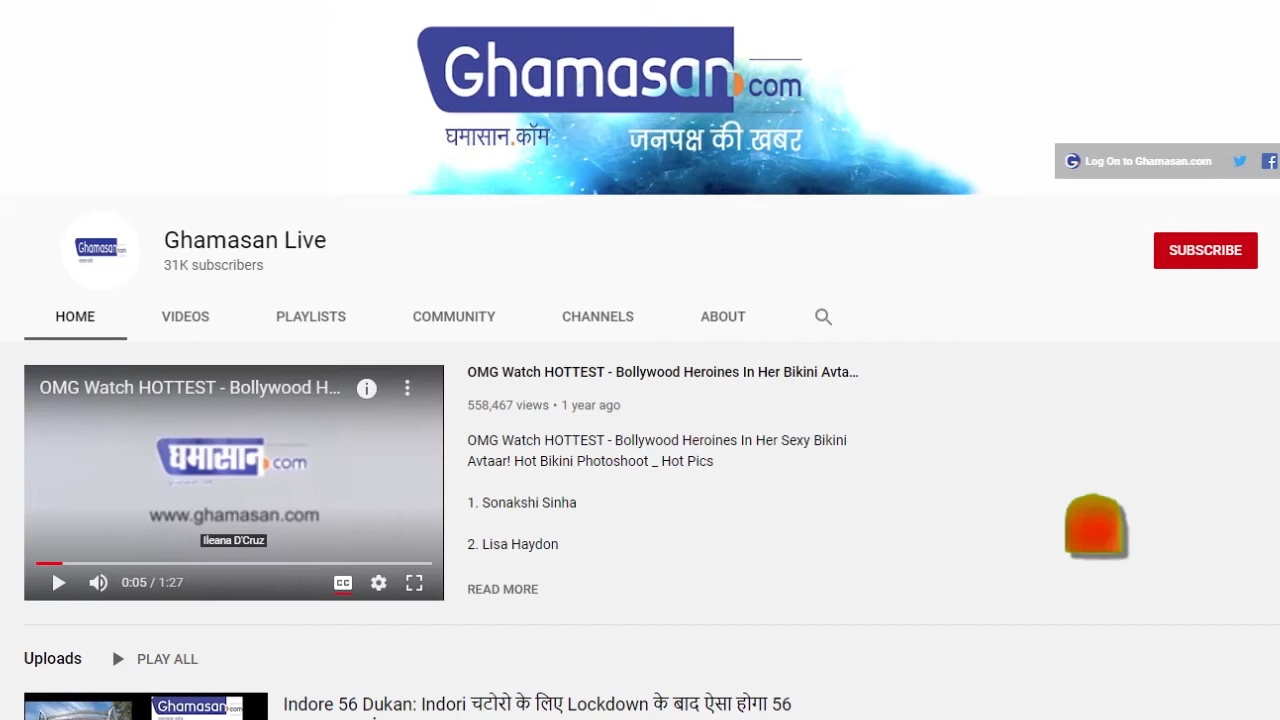 Ghamasan.com
घमासान.कॉम
जनपक्ष की खबर
Log On to Ghamasan.com
Ghamasan
Ghamasan Live
31K subscribers
SUBSCRIBE
HOME VIDEOS PLAYLISTS COMMUNITY CHANNELS ABOUT
OMG Watch HOTTEST - Bollywood H...
घमासान.com
www.ghamasan.com
Ileana D'Cruz
0:05 / 1:27
CC
OMG Watch HOTTEST - Bollywood Heroines In Her Bikini Avta...
558,467 views • 1 year ago
OMG Watch HOTTEST - Bollywood Heroines In Her Sexy Bikini
Avtaar! Hot Bikini Photoshoot _ Hot Pics
1. Sonakshi Sinha
2. Lisa Haydon
READ MORE
Uploads PLAY ALL
Ghamasan
Indore 56 Dukan: Indori चटोरो के लिए Lockdown के बाद ऐसा होगा 56